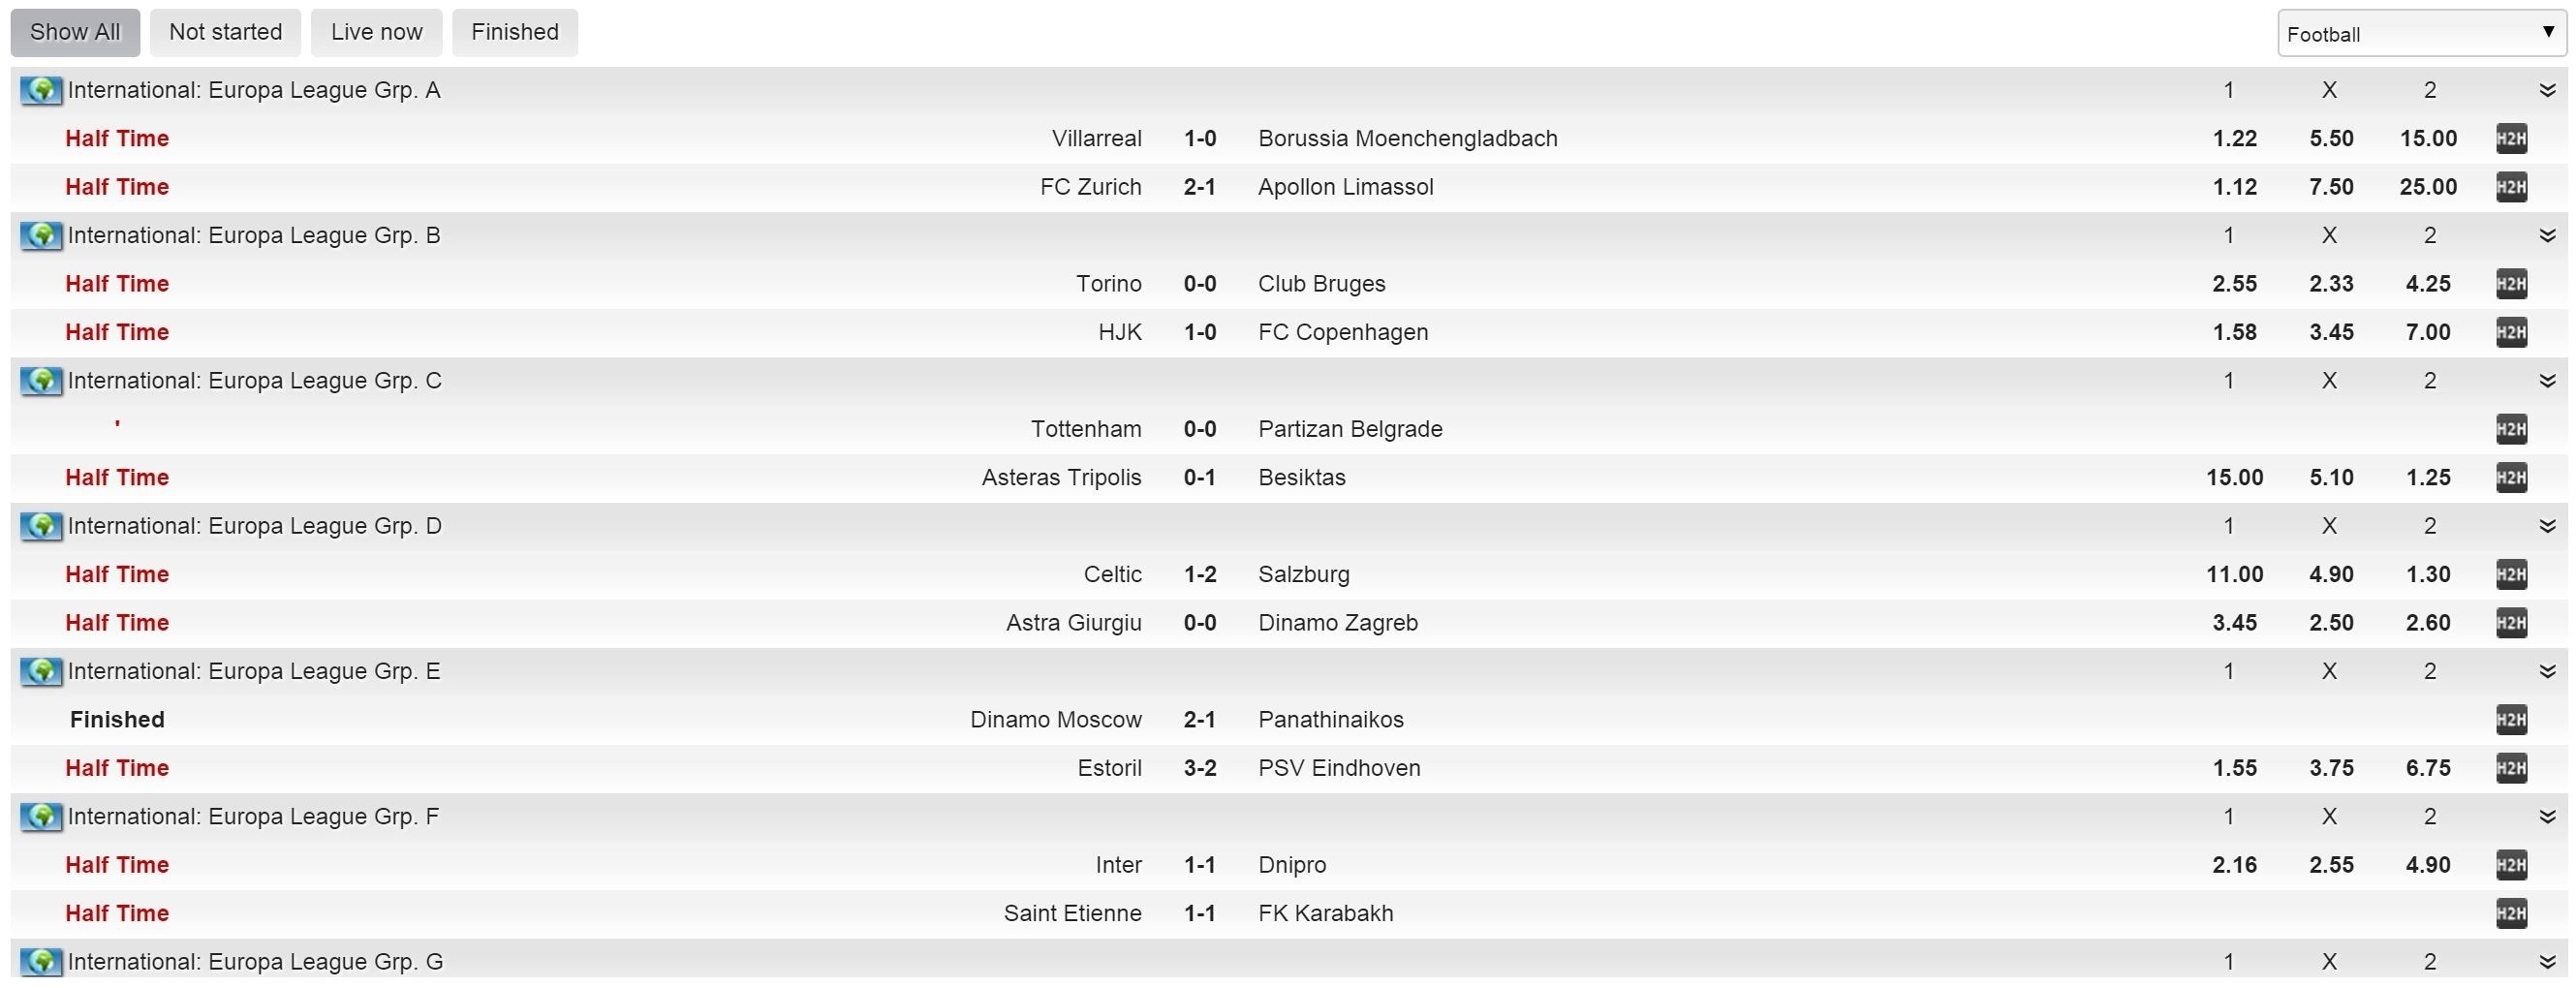 Show All Not started Live now Finished Football
International: Europa League Grp. A 1 X 2
Half Time Villarreal 1-0 Borussia Moenchengladbach 1.22 5.50 15.00 H2H
Half Time FC Zurich 2-1 Apollon Limassol 1.12 7.50 25.00 H2H
International: Europa League Grp. B 1 X 2
Half Time Torino 0-0 Club Bruges 2.55 2.33 4.25 H2H
Half Time HJK 1-0 FC Copenhagen 1.58 3.45 7.00 H2H
International: Europa League Grp. C 1 X 2
' Tottenham 0-0 Partizan Belgrade H2H
Half Time Asteras Tripolis 0-1 Besiktas 15.00 5.10 1.25 H2H
International: Europa League Grp. D 1 X 2
Half Time Celtic 1-2 Salzburg 11.00 4.90 1.30 H2H
Half Time Astra Giurgiu 0-0 Dinamo Zagreb 3.45 2.50 2.60 H2H
International: Europa League Grp. E 1 X 2
Finished Dinamo Moscow 2-1 Panathinaikos H2H
Half Time Estoril 3-2 PSV Eindhoven 1.55 3.75 6.75 H2H
International: Europa League Grp. F 1 X 2
Half Time Inter 1-1 Dnipro 2.16 2.55 4.90 H2H
Half Time Saint Etienne 1-1 FK Karabakh H2H
International: Europa League Grp. G 1 X 2